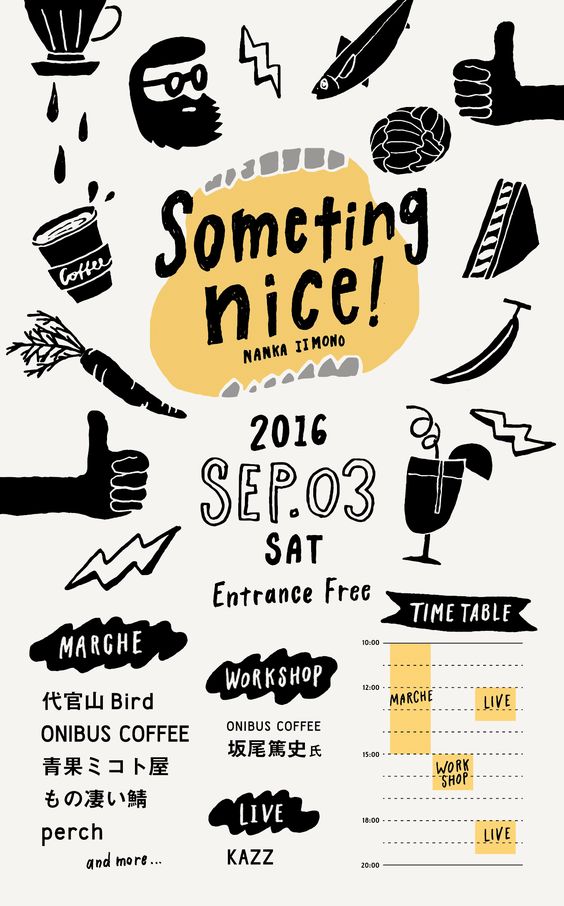 Coffee
Someting
nice!
NANKA IIMONO
2016
SEP.03
SAT
Entrance Free
MARCHE
代官山 Bird
ONIBUS COFFEE
青果ミコト屋
もの凄い鯖
perch
and more...
WORKSHOP
ONIBUS COFFEE
坂尾篤史氏
LIVE
KAZZ
TIME TABLE
10:00
12:00
MARCHE
LIVE
15:00
WORK
SHOP
18:00
LIVE
20:00